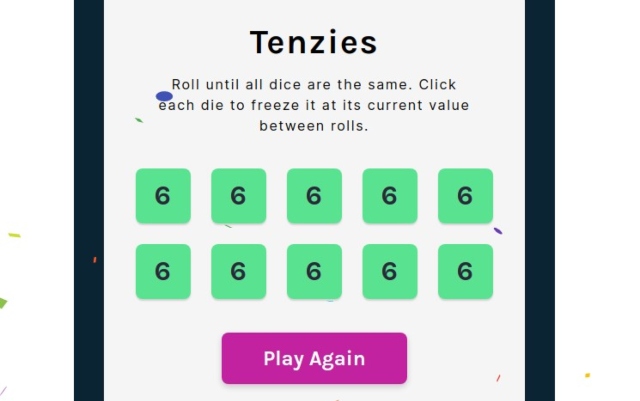 Tenzies
Roll until all dice are the same. Click
each die to freeze it at its current value
between rolls.
6 6 6 6 6
6 6 6 6 6
Play Again